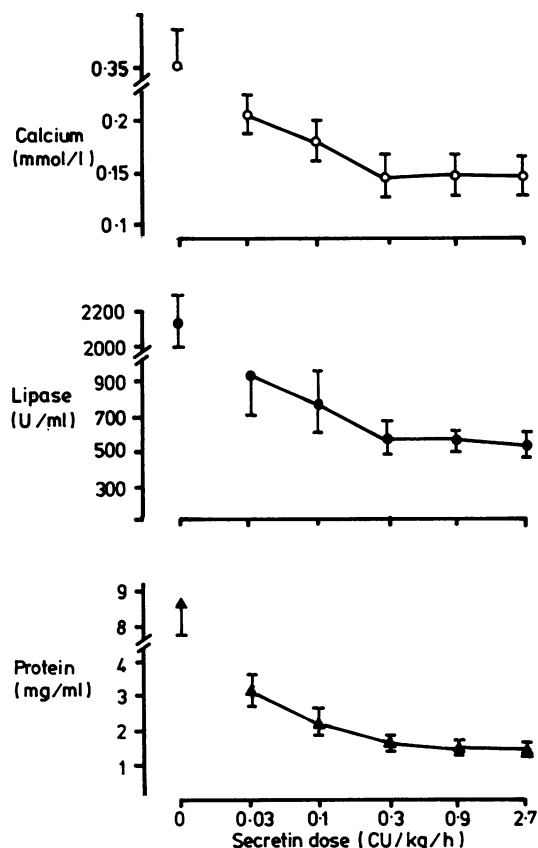 0·35
0·2
Calcium
(mmol/l)
0·15
0·1
2200
2000
900
Lipase
(U/ml)
700
500
300
9
8
Protein
(mg/ml)
4
3
2
1
0 0·03 0·1 0·3 0·9 2·7
Secretin dose (CU/kg/h)